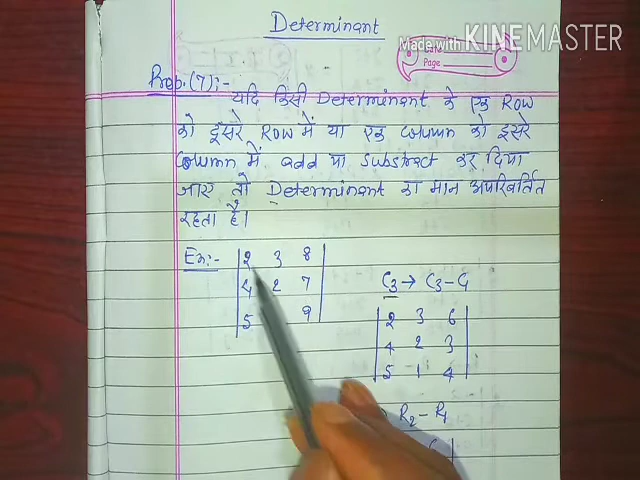 Determinant
Made with KINEMASTER
Date
Page
Prop.(7):-
यदि किसी Determinant के एक ROW
को दूसरे ROW में या एक column को दूसरे
Column में add या Substract कर दिया
जाए तो Determinant का मान अपरिवर्तित
रहता है।
Ex:-
2 3 8
4 2 7
5 9
C3 → C3-C1
2 3 6
4 2 3
5 1 4
R2 - R1